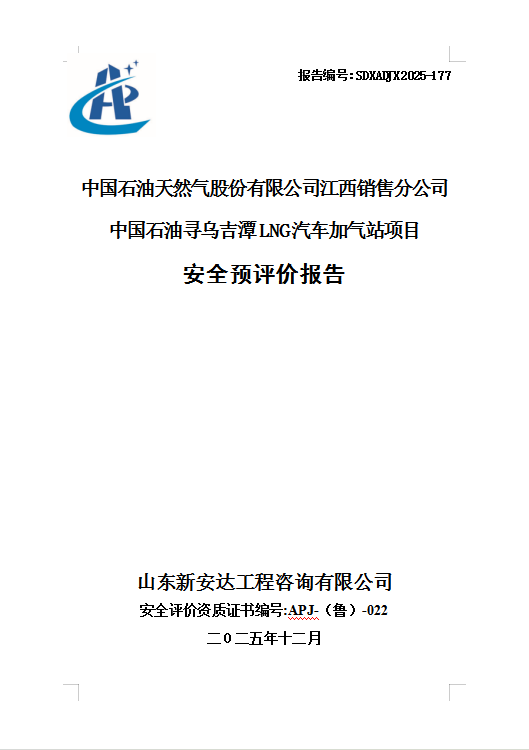 报告编号：SDXADJX2025-177
中国石油天然气股份有限公司江西销售分公司
中国石油寻乌吉潭LNG汽车加气站项目
安全预评价报告
山东新安达工程咨询有限公司
安全评价资质证书编号:APJ-（鲁）-022
二〇二五年十二月